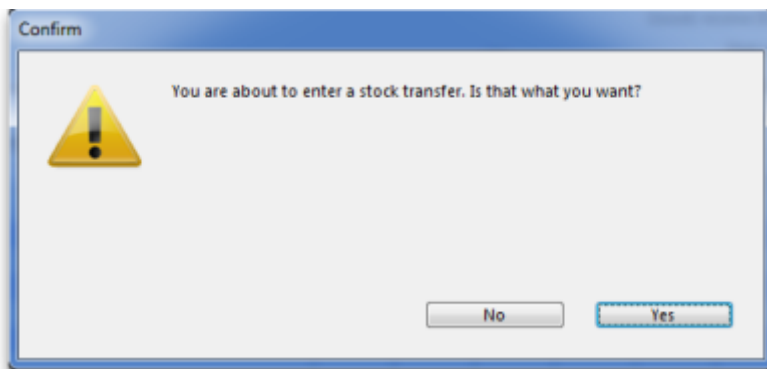 Confirm
You are about to enter a stock transfer. Is that what you want?
No
Yes